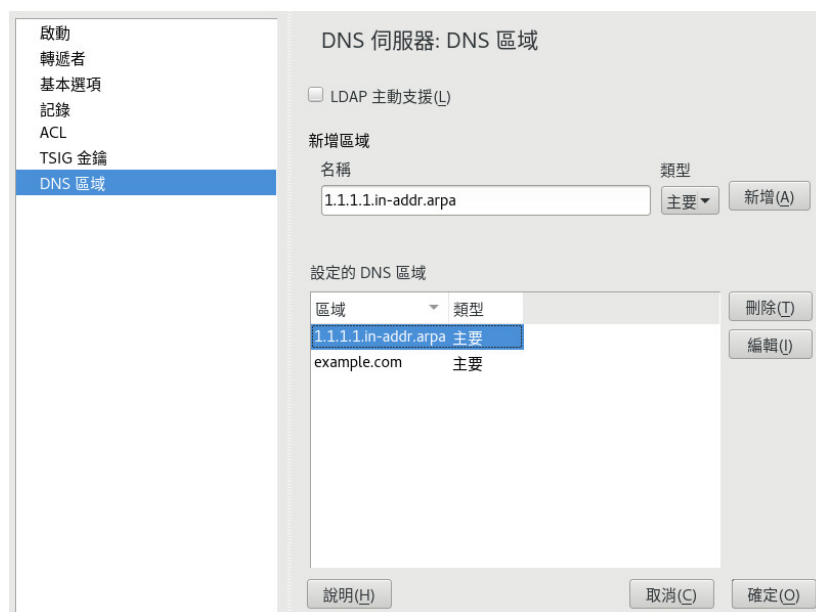 啟動
轉遞者
基本選項
記錄
ACL
TSIG 金鑰
DNS 區域
DNS 伺服器: DNS 區域
LDAP 主動支援(L)
新增區域
名稱 類型
1.1.1.1.in-addr.arpa 主要 新增(A)
設定的 DNS 區域
區域 類型 刪除(T)
1.1.1.1.in-addr.arpa 主要 編輯(I)
example.com 主要
說明(H) 取消(C) 確定(O)